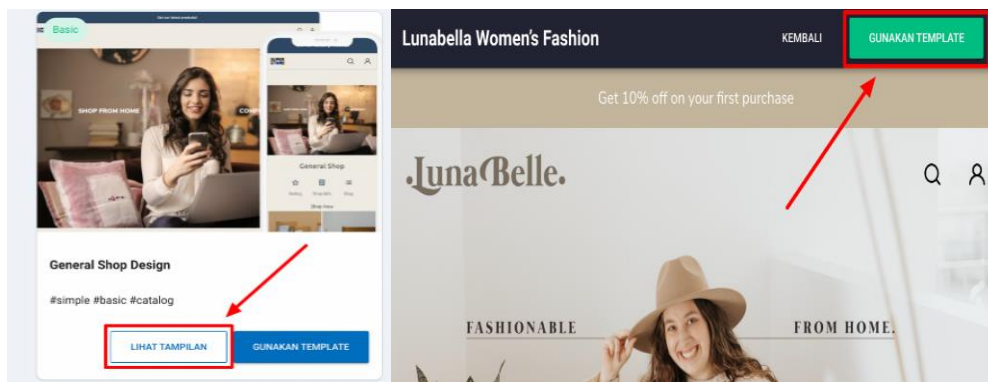 Basic
SHOP FROM HOME
General Shop
Shop Now
General Shop Design
#simple #basic #catalog
LIHAT TAMPILAN
GUNAKAN TEMPLATE
Lunabella Women's Fashion
KEMBALI
GUNAKAN TEMPLATE
Get 10% off on your first purchase
.LunaBelle.
FASHIONABLE
FROM HOME.